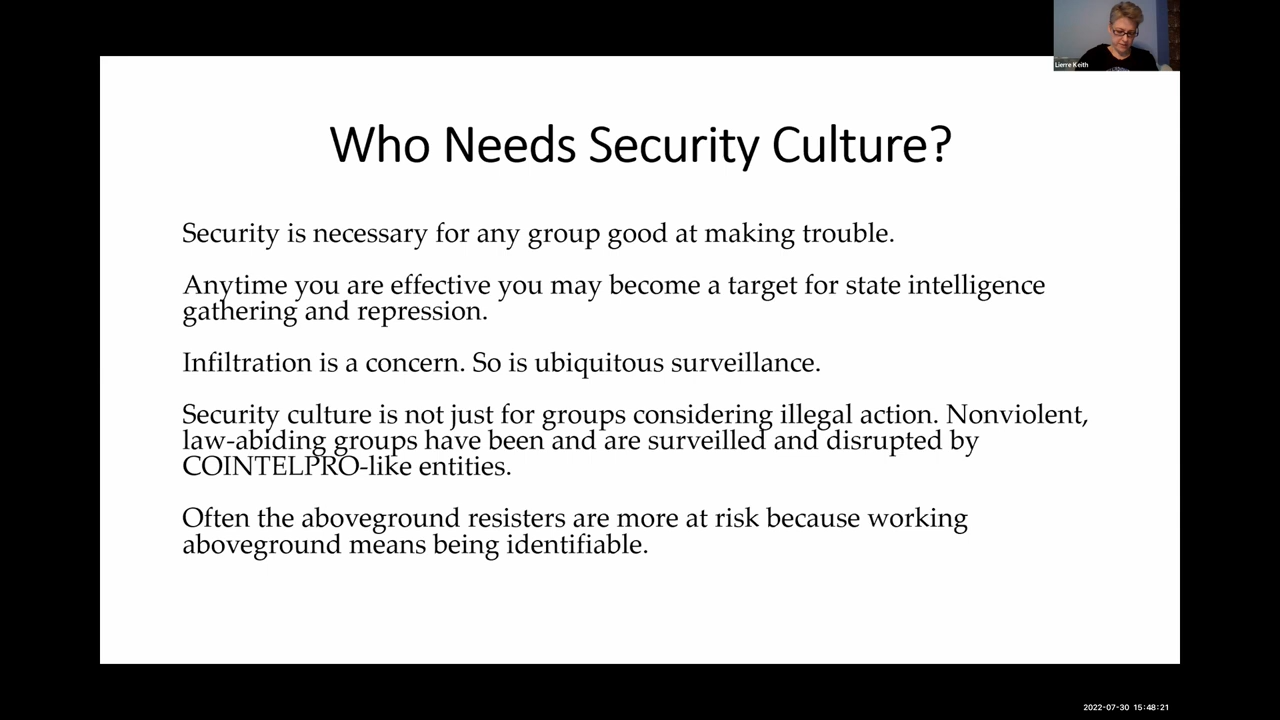 Lierre Keith
Who Needs Security Culture?
Security is necessary for any group good at making trouble.
Anytime you are effective you may become a target for state intelligence
gathering and repression.
Infiltration is a concern. So is ubiquitous surveillance.
Security culture is not just for groups considering illegal action. Nonviolent,
law-abiding groups have been and are surveilled and disrupted by
COINTELPRO-like entities.
Often the aboveground resisters are more at risk because working
aboveground means being identifiable.
2022-07-30 15:48:21